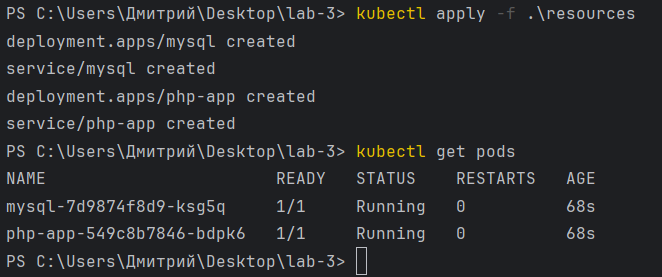 PS C:\Users\Дмитрий\Desktop\lab-3> kubectl apply -f .\resources
deployment.apps/mysql created
service/mysql created
deployment.apps/php-app created
service/php-app created
PS C:\Users\Дмитрий\Desktop\lab-3> kubectl get pods
NAME READY STATUS RESTARTS AGE
mysql-7d9874f8d9-ksg5q 1/1 Running 0 68s
php-app-549c8b7846-bdpk6 1/1 Running 0 68s
PS C:\Users\Дмитрий\Desktop\lab-3>